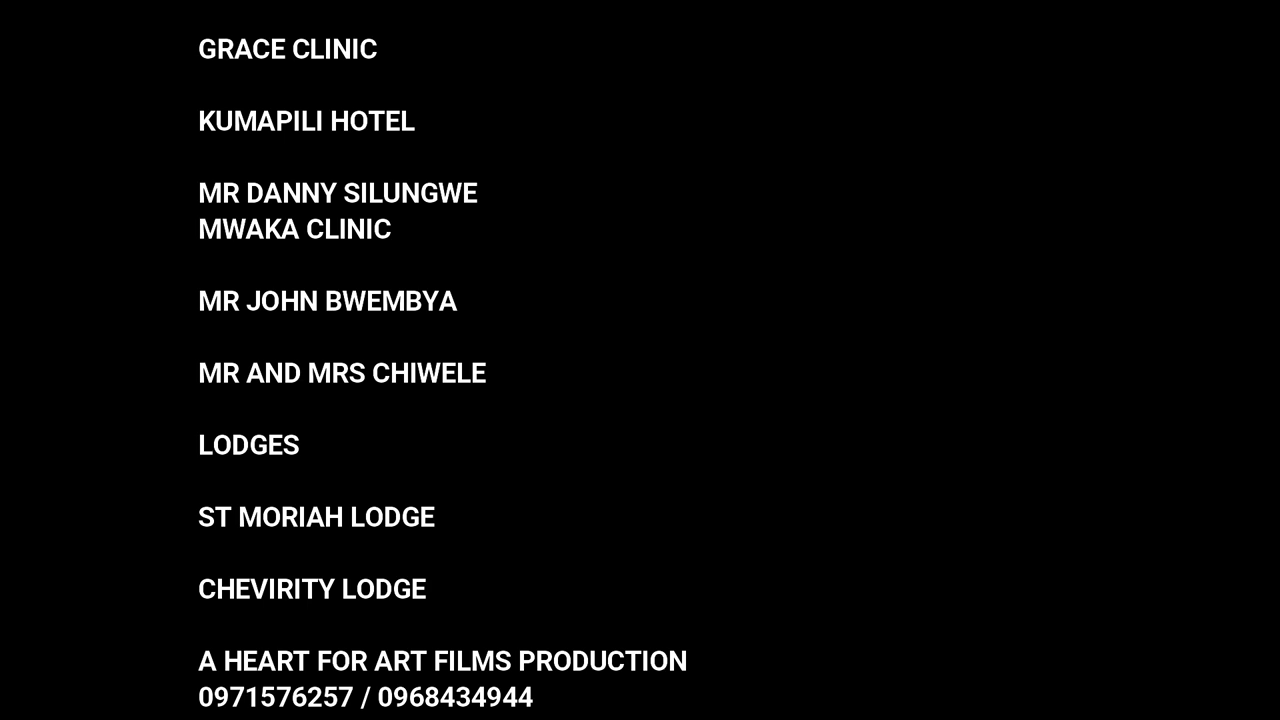 GRACE CLINIC
KUMAPILI HOTEL
MR DANNY SILUNGWE
MWAKA CLINIC
MR JOHN BWEMBYA
MR AND MRS CHIWELE
LODGES
ST MORIAH LODGE
CHEVIRITY LODGE
A HEART FOR ART FILMS PRODUCTION
0971576257 / 0968434944